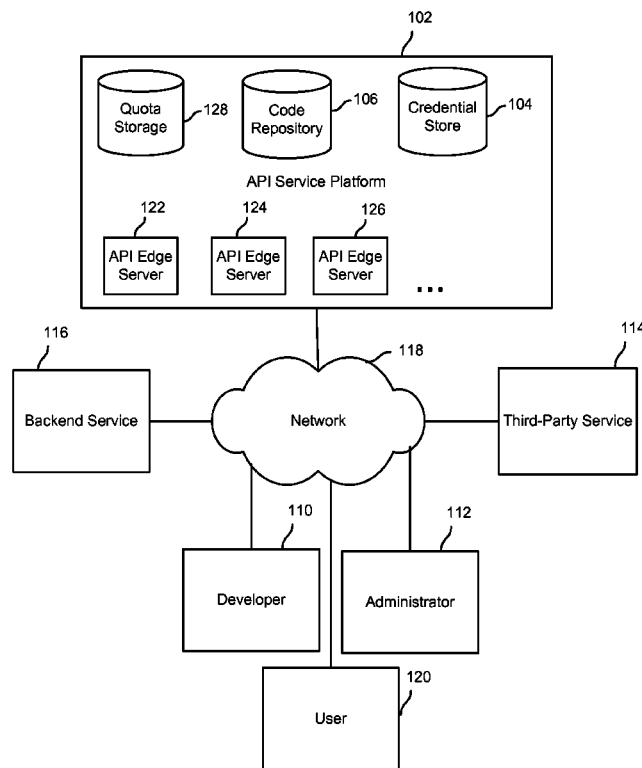 102
Quota
Storage
128
Code
Repository
106
Credential
Store
104
API Service Platform
122
124
126
API Edge
Server
API Edge
Server
API Edge
Server
...
116
118
114
Backend Service
Network
Third-Party Service
110
112
Developer
Administrator
120
User